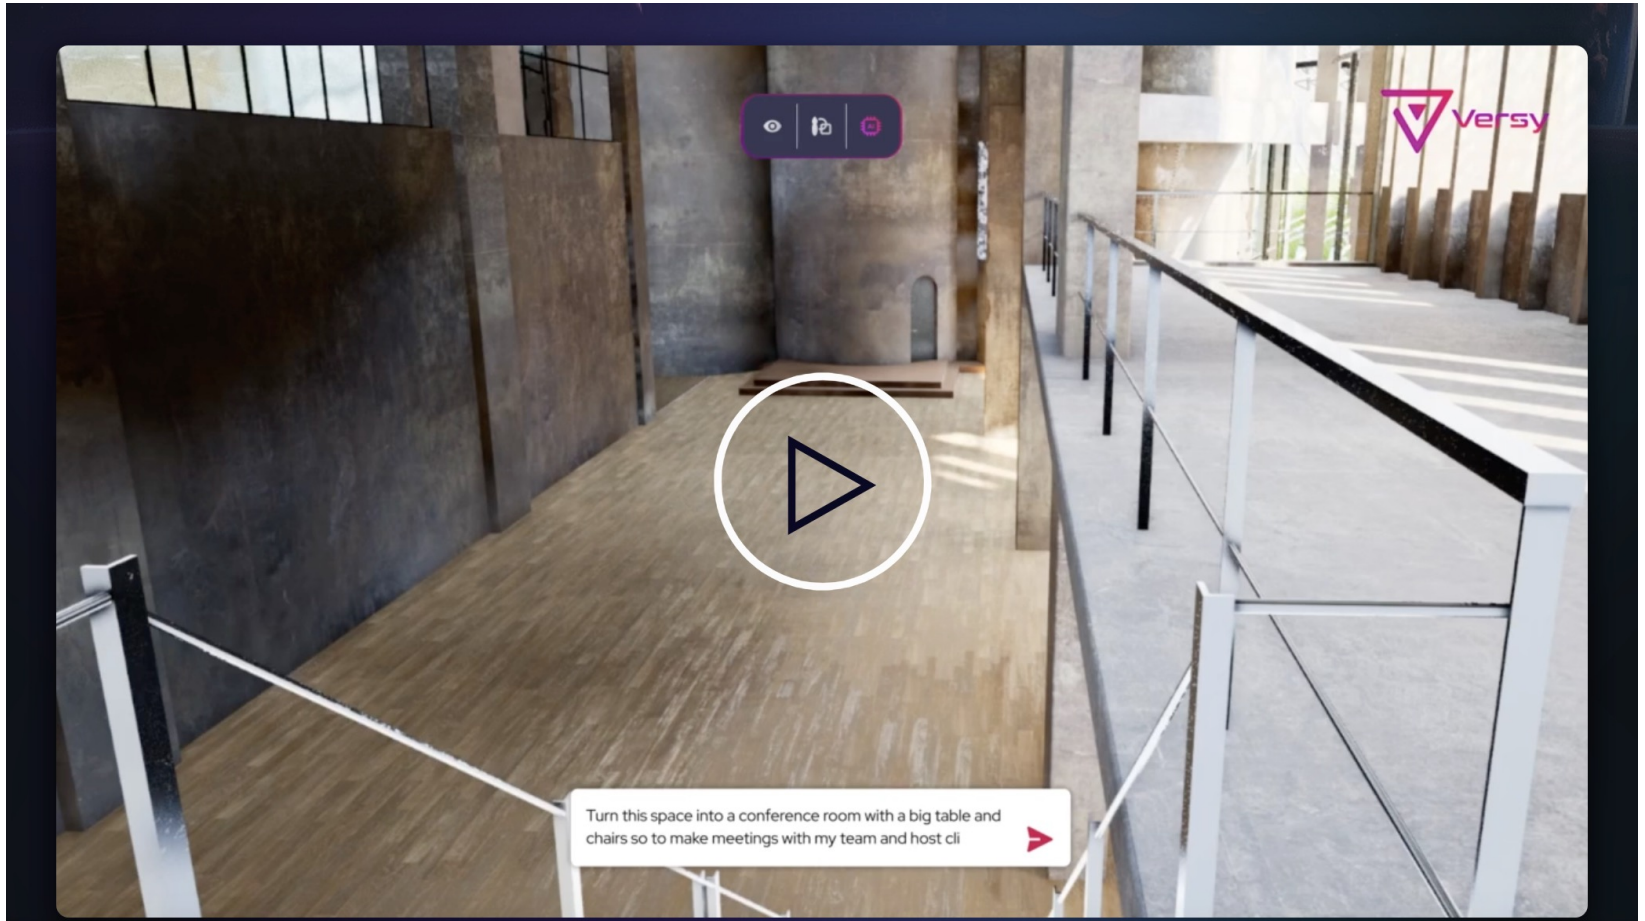 Versy
Turn this space into a conference room with a big table and
chairs so to make meetings with my team and host cli